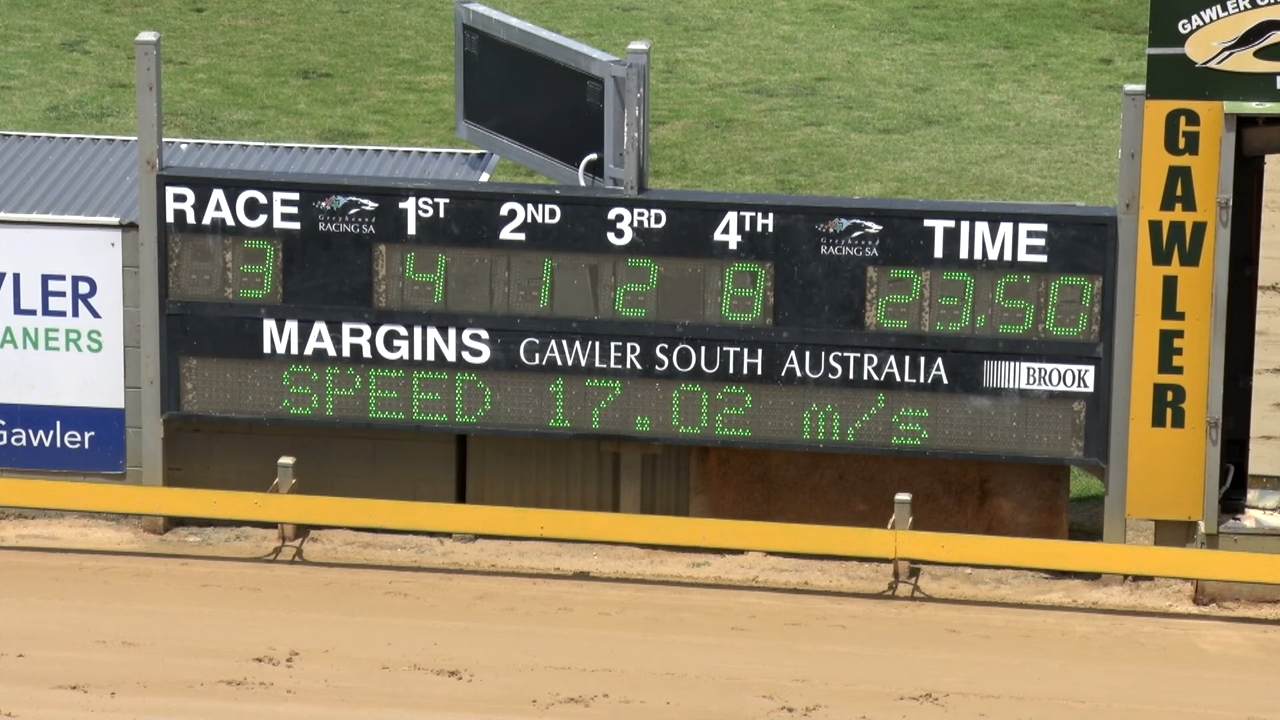 GAWLER
RACE 1ST 2ND 3RD 4TH TIME
Greyhound RACING SA
Greyhound RACING SA
3 4 1 2 8 23.50
MARGINS GAWLER SOUTH AUSTRALIA BROOK
SPEED 17.02 m/s
VLER
ANERS
Gawler
GAWLER